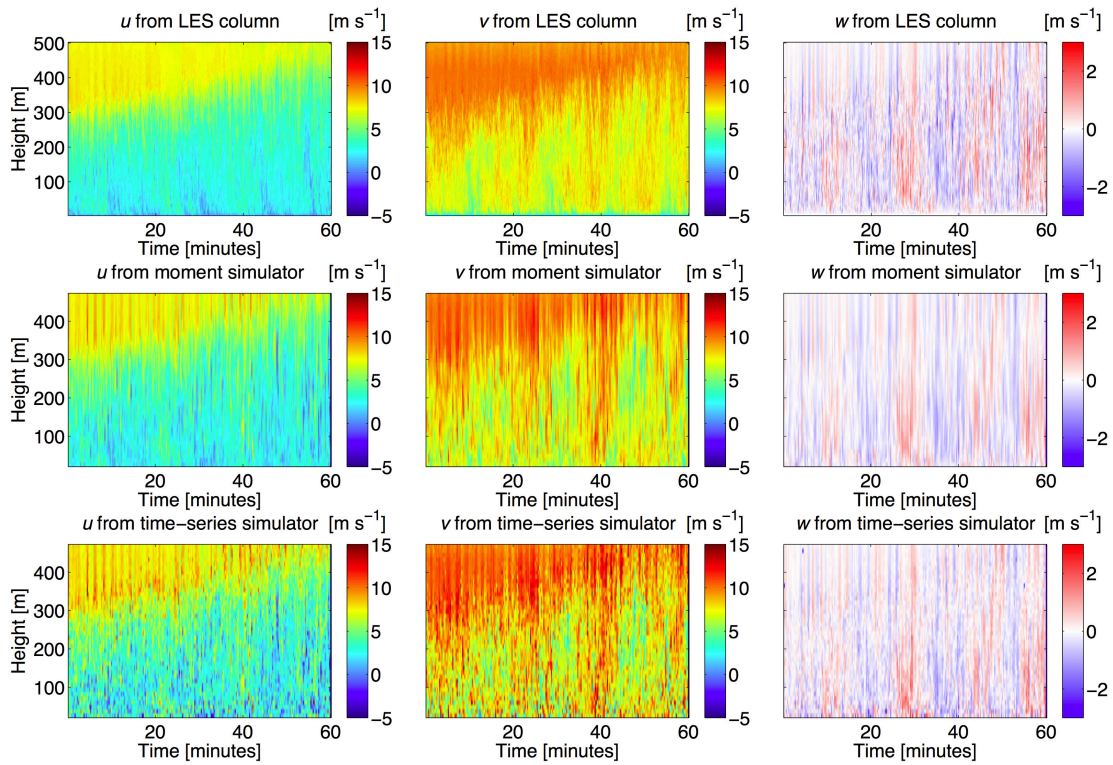 u from LES column [m s⁻¹] v from LES column [m s⁻¹] w from LES column [m s⁻¹]
500 15 15
400 10 10 2
Height [m] 300 5 5 0
200 0 0 -2
100 −5 −5
20 40 60 20 40 60 20 40 60
Time [minutes] Time [minutes] Time [minutes]
u from moment simulator [m s⁻¹] v from moment simulator [m s⁻¹] w from moment simulator [m s⁻¹]
15 15
400 10 10 2
Height [m] 300 5 5 0
200 0 0 −2
100 −5 −5
20 40 60 20 40 60 20 40 60
Time [minutes] Time [minutes] Time [minutes]
u from time−series simulator [m s⁻¹] v from time−series simulator [m s⁻¹] w from time−series simulator [m s⁻¹]
15 15
400 10 10 2
Height [m] 300 5 5 0
200 0 0 −2
100 −5 −5
20 40 60 20 40 60 20 40 60
Time [minutes] Time [minutes] Time [minutes]